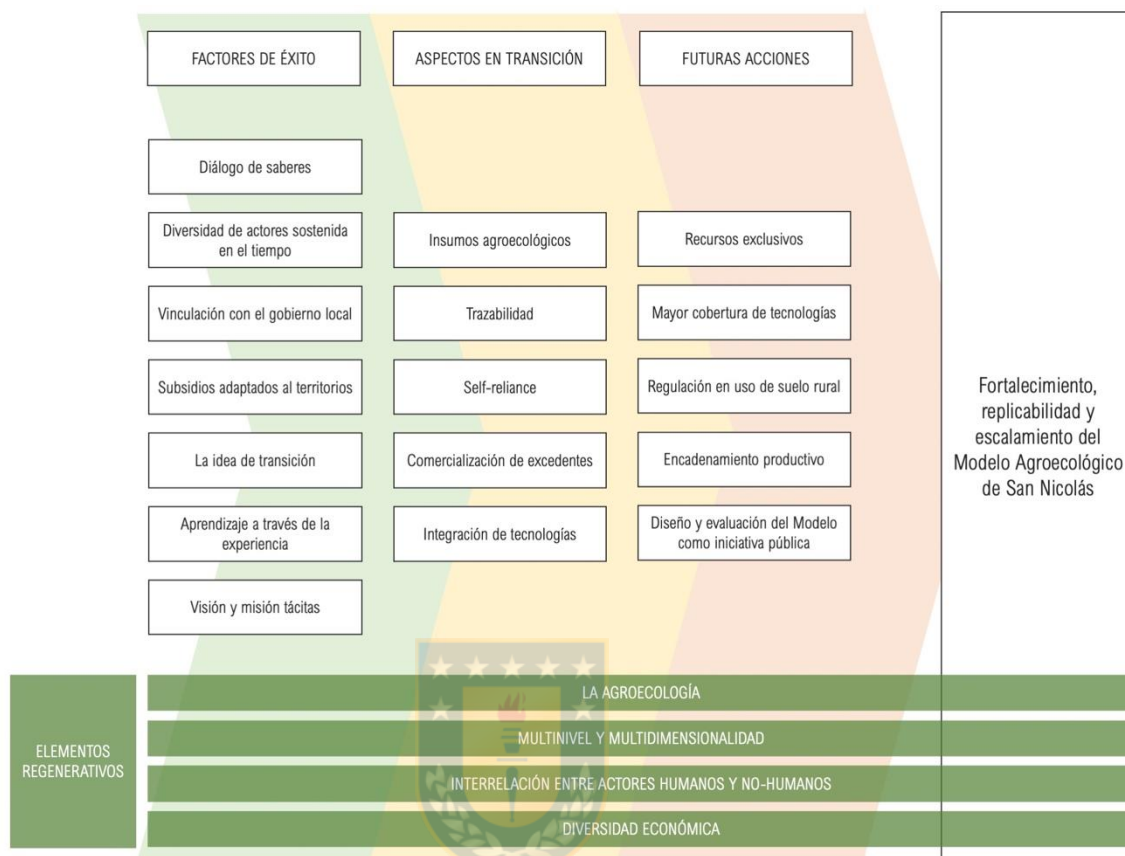 FACTORES DE ÉXITO
ASPECTOS EN TRANSICIÓN
FUTURAS ACCIONES
Diálogo de saberes
Diversidad de actores sostenida
en el tiempo
Vinculación con el gobierno local
Subsidios adaptados al territorios
La idea de transición
Aprendizaje a través de la
experiencia
Visión y misión tácitas
Insumos agroecológicos
Trazabilidad
Self-reliance
Comercialización de excedentes
Integración de tecnologías
Recursos exclusivos
Mayor cobertura de tecnologías
Regulación en uso de suelo rural
Encadenamiento productivo
Diseño y evaluación del Modelo
como iniciativa pública
Fortalecimiento,
replicabilidad y
escalamiento del
Modelo Agroecológico
de San Nicolás
ELEMENTOS
REGENERATIVOS
LA AGROECOLOGÍA
MULTINIVEL Y MULTIDIMENSIONALIDAD
INTERRELACIÓN ENTRE ACTORES HUMANOS Y NO-HUMANOS
DIVERSIDAD ECONÓMICA